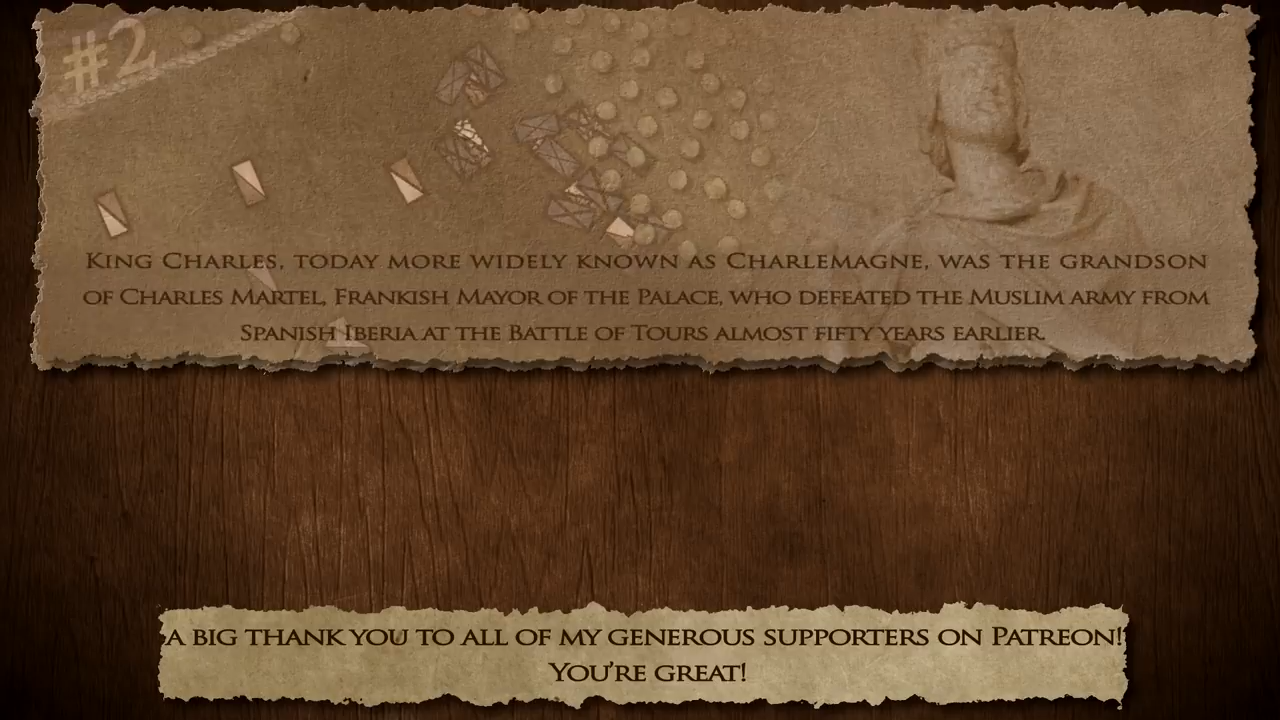 #2
King Charles, today more widely known as Charlemagne, was the grandson
of Charles Martel, Frankish Mayor of the Palace, who defeated the Muslim army from
Spanish Iberia at the Battle of Tours almost fifty years earlier.
A big thank you to all of my generous supporters on Patreon!
You're great!